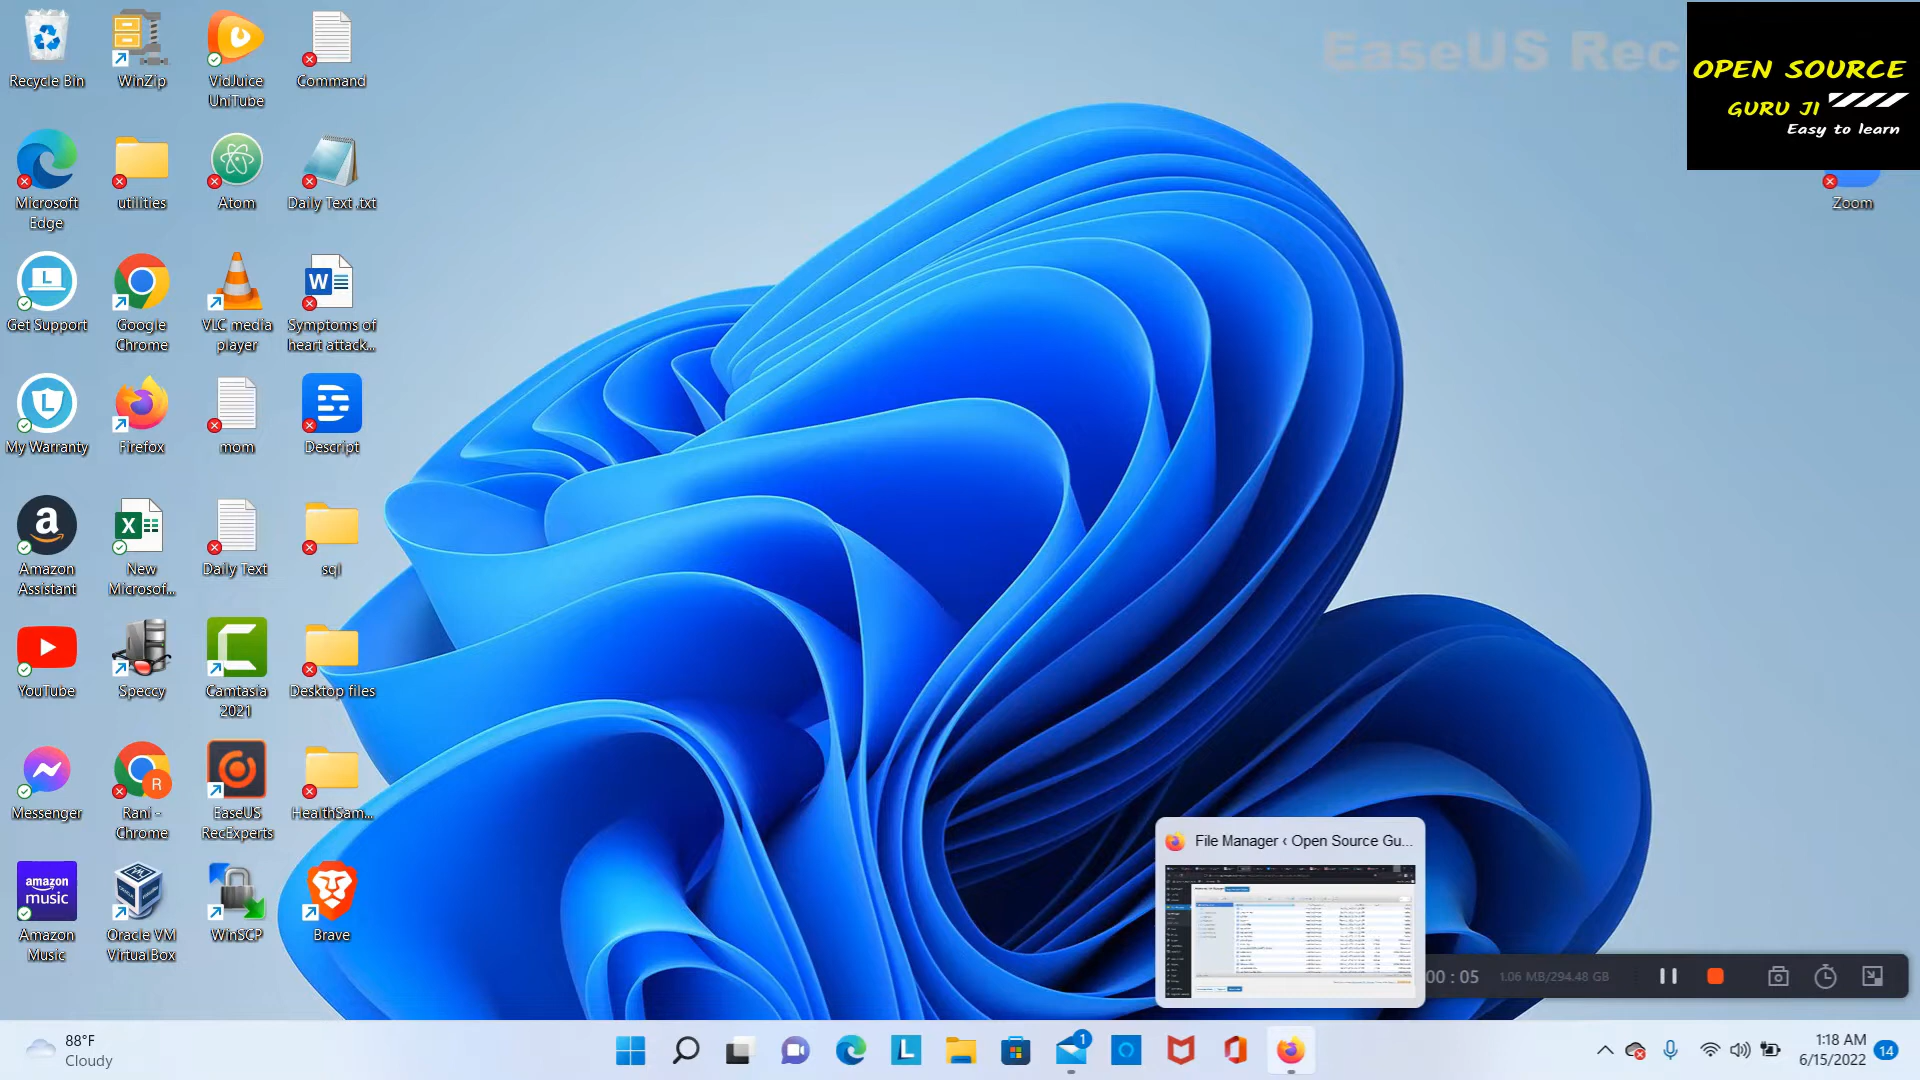 Recycle Bin
WinZip
VidJuice
UniTube
Command
Microsoft
Edge
utilities
Atom
Daily Text .txt
Get Support
Google
Chrome
VLC media
player
Symptoms of
heart attack...
My Warranty
Firefox
mom
Descript
Amazon
Assistant
New
Microsof...
Daily Text
sql
YouTube
Speccy
Camtasia
2021
Desktop files
Messenger
Rani -
Chrome
R
EaseUS
RecExperts
HealthSam...
amazon
music
Amazon
Music
Oracle VM
VirtualBox
WinSCP
Brave
EaseUS Rec
OPEN SOURCE
GURU JI
Easy to learn
Zoom
File Manager ‹ Open Source Gu...
00 : 05
1.06 MB/294.48 GB
88°F
Cloudy
1
1:18 AM
6/15/2022
14